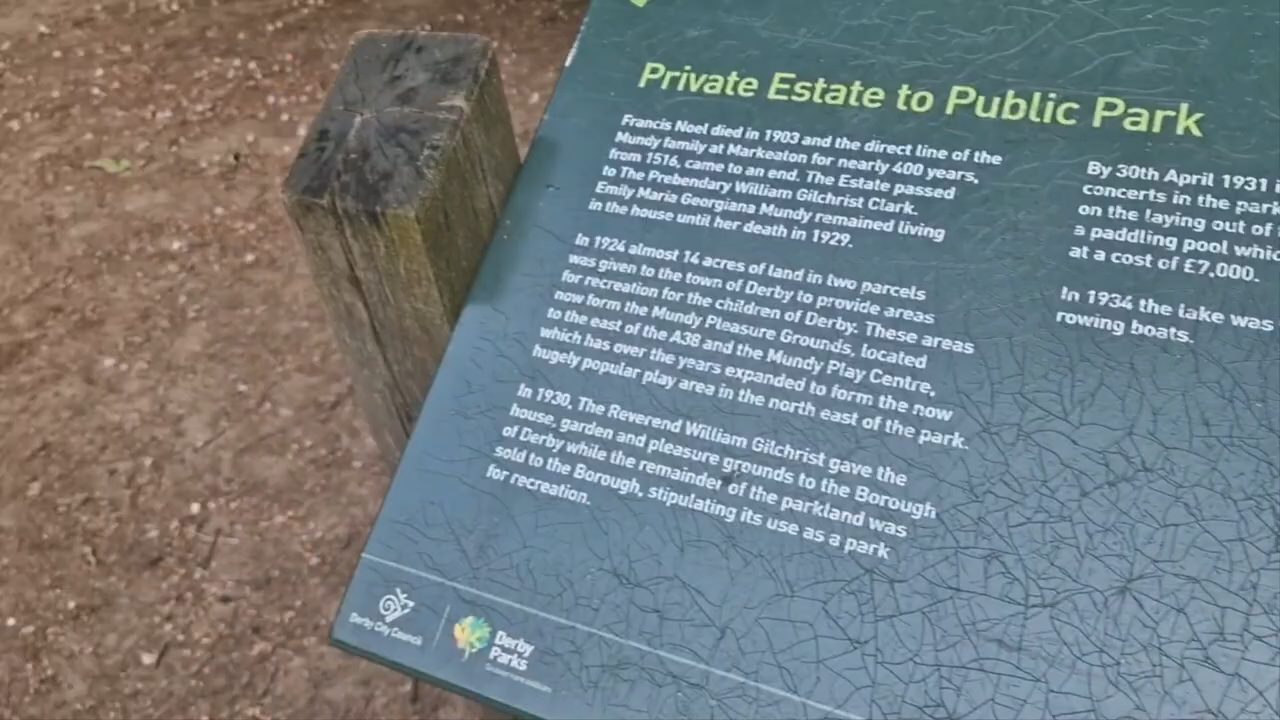 Private Estate to Public Park
Francis Noel died in 1903 and the direct line of the
Mundy family at Markeaton for nearly 400 years,
from 1516, came to an end. The Estate passed
to The Prebendary William Gilchrist Clark.
Emily Maria Georgiana Mundy remained living
in the house until her death in 1929.
In 1924 almost 14 acres of land in two parcels
was given to the town of Derby to provide areas
for recreation for the children of Derby. These areas
now form the Mundy Pleasure Grounds, located
to the east of the A38 and the Mundy Play Centre,
which has over the years expanded to form the now
hugely popular play area in the north east of the park.
In 1930, The Reverend William Gilchrist gave the
house, garden and pleasure grounds to the Borough
of Derby while the remainder of the parkland was
sold to the Borough, stipulating its use as a park
for recreation.
By 30th April 1931
concerts in the park
on the laying out of
a paddling pool
at a cost of £7,000.
In 1934 the lake was
rowing boats.
Derby City Council
Derby
Parks